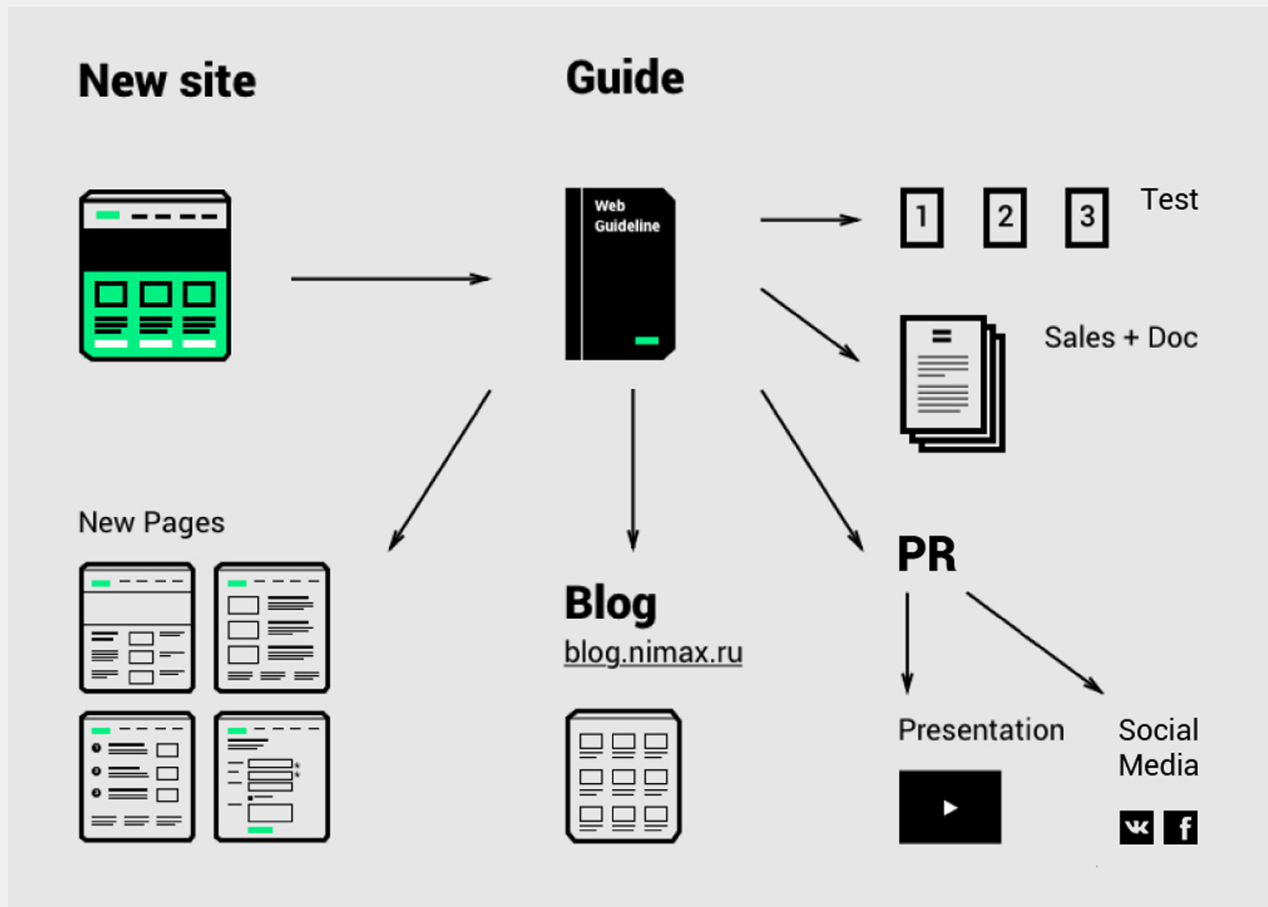 New site
Guide
Web
Guideline
1 2 3 Test
Sales + Doc
New Pages
PR
Blog
blog.nimax.ru
Presentation
Social
Media